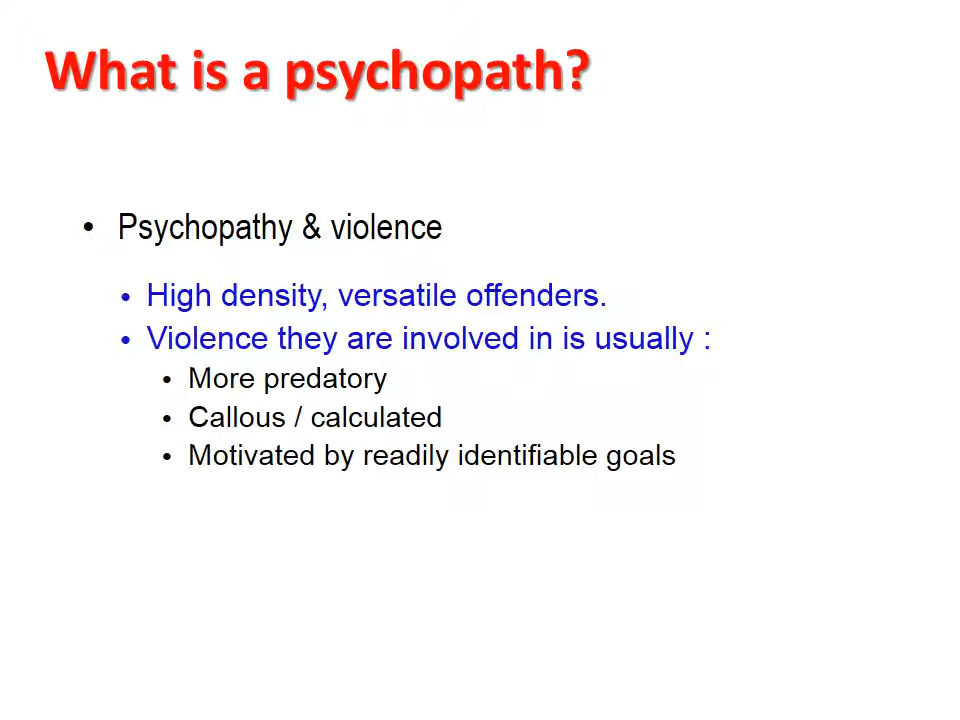 What is a psychopath?
• Psychopathy & violence
• High density, versatile offenders.
• Violence they are involved in is usually :
• More predatory
• Callous / calculated
• Motivated by readily identifiable goals